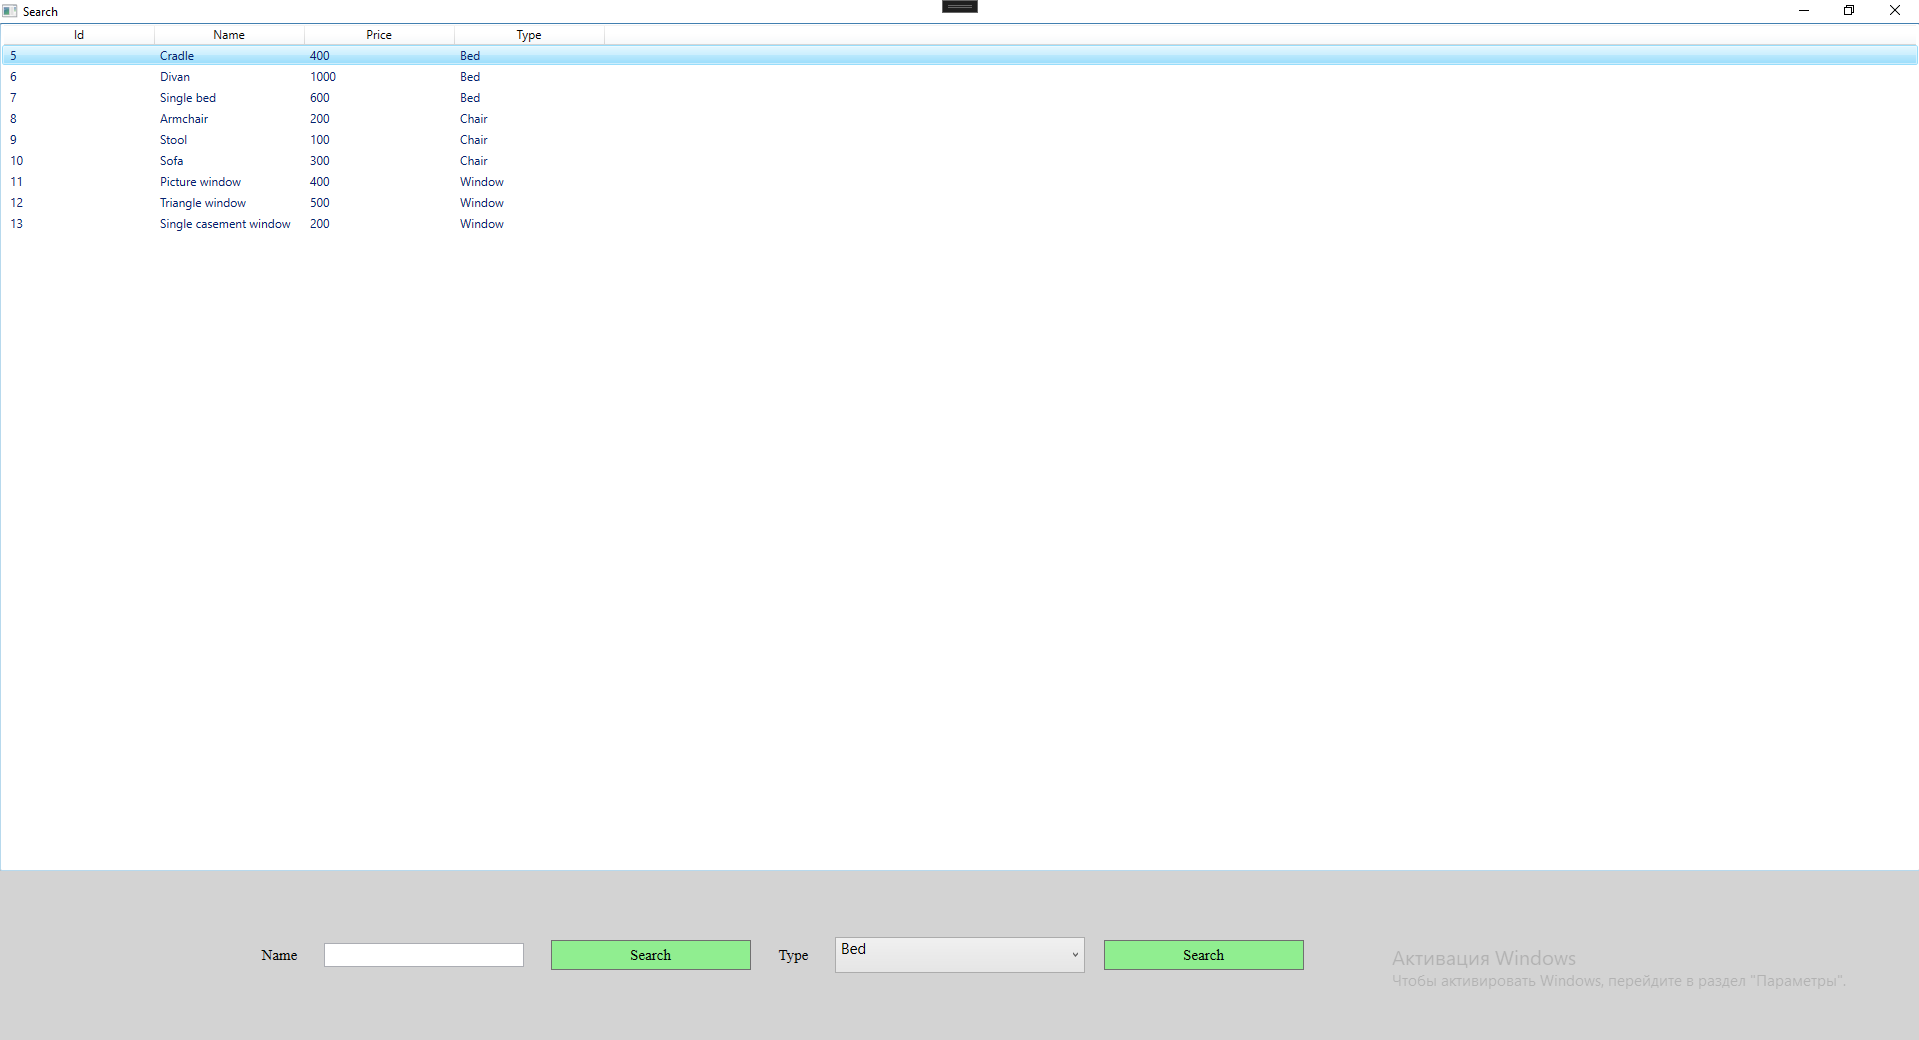 Search
Id Name Price Type
5 Cradle 400 Bed
6 Divan 1000 Bed
7 Single bed 600 Bed
8 Armchair 200 Chair
9 Stool 100 Chair
10 Sofa 300 Chair
11 Picture window 400 Window
12 Triangle window 500 Window
13 Single casement window 200 Window
Name Search Type Bed Search
Активация Windows
Чтобы активировать Windows, перейдите в раздел "Параметры".